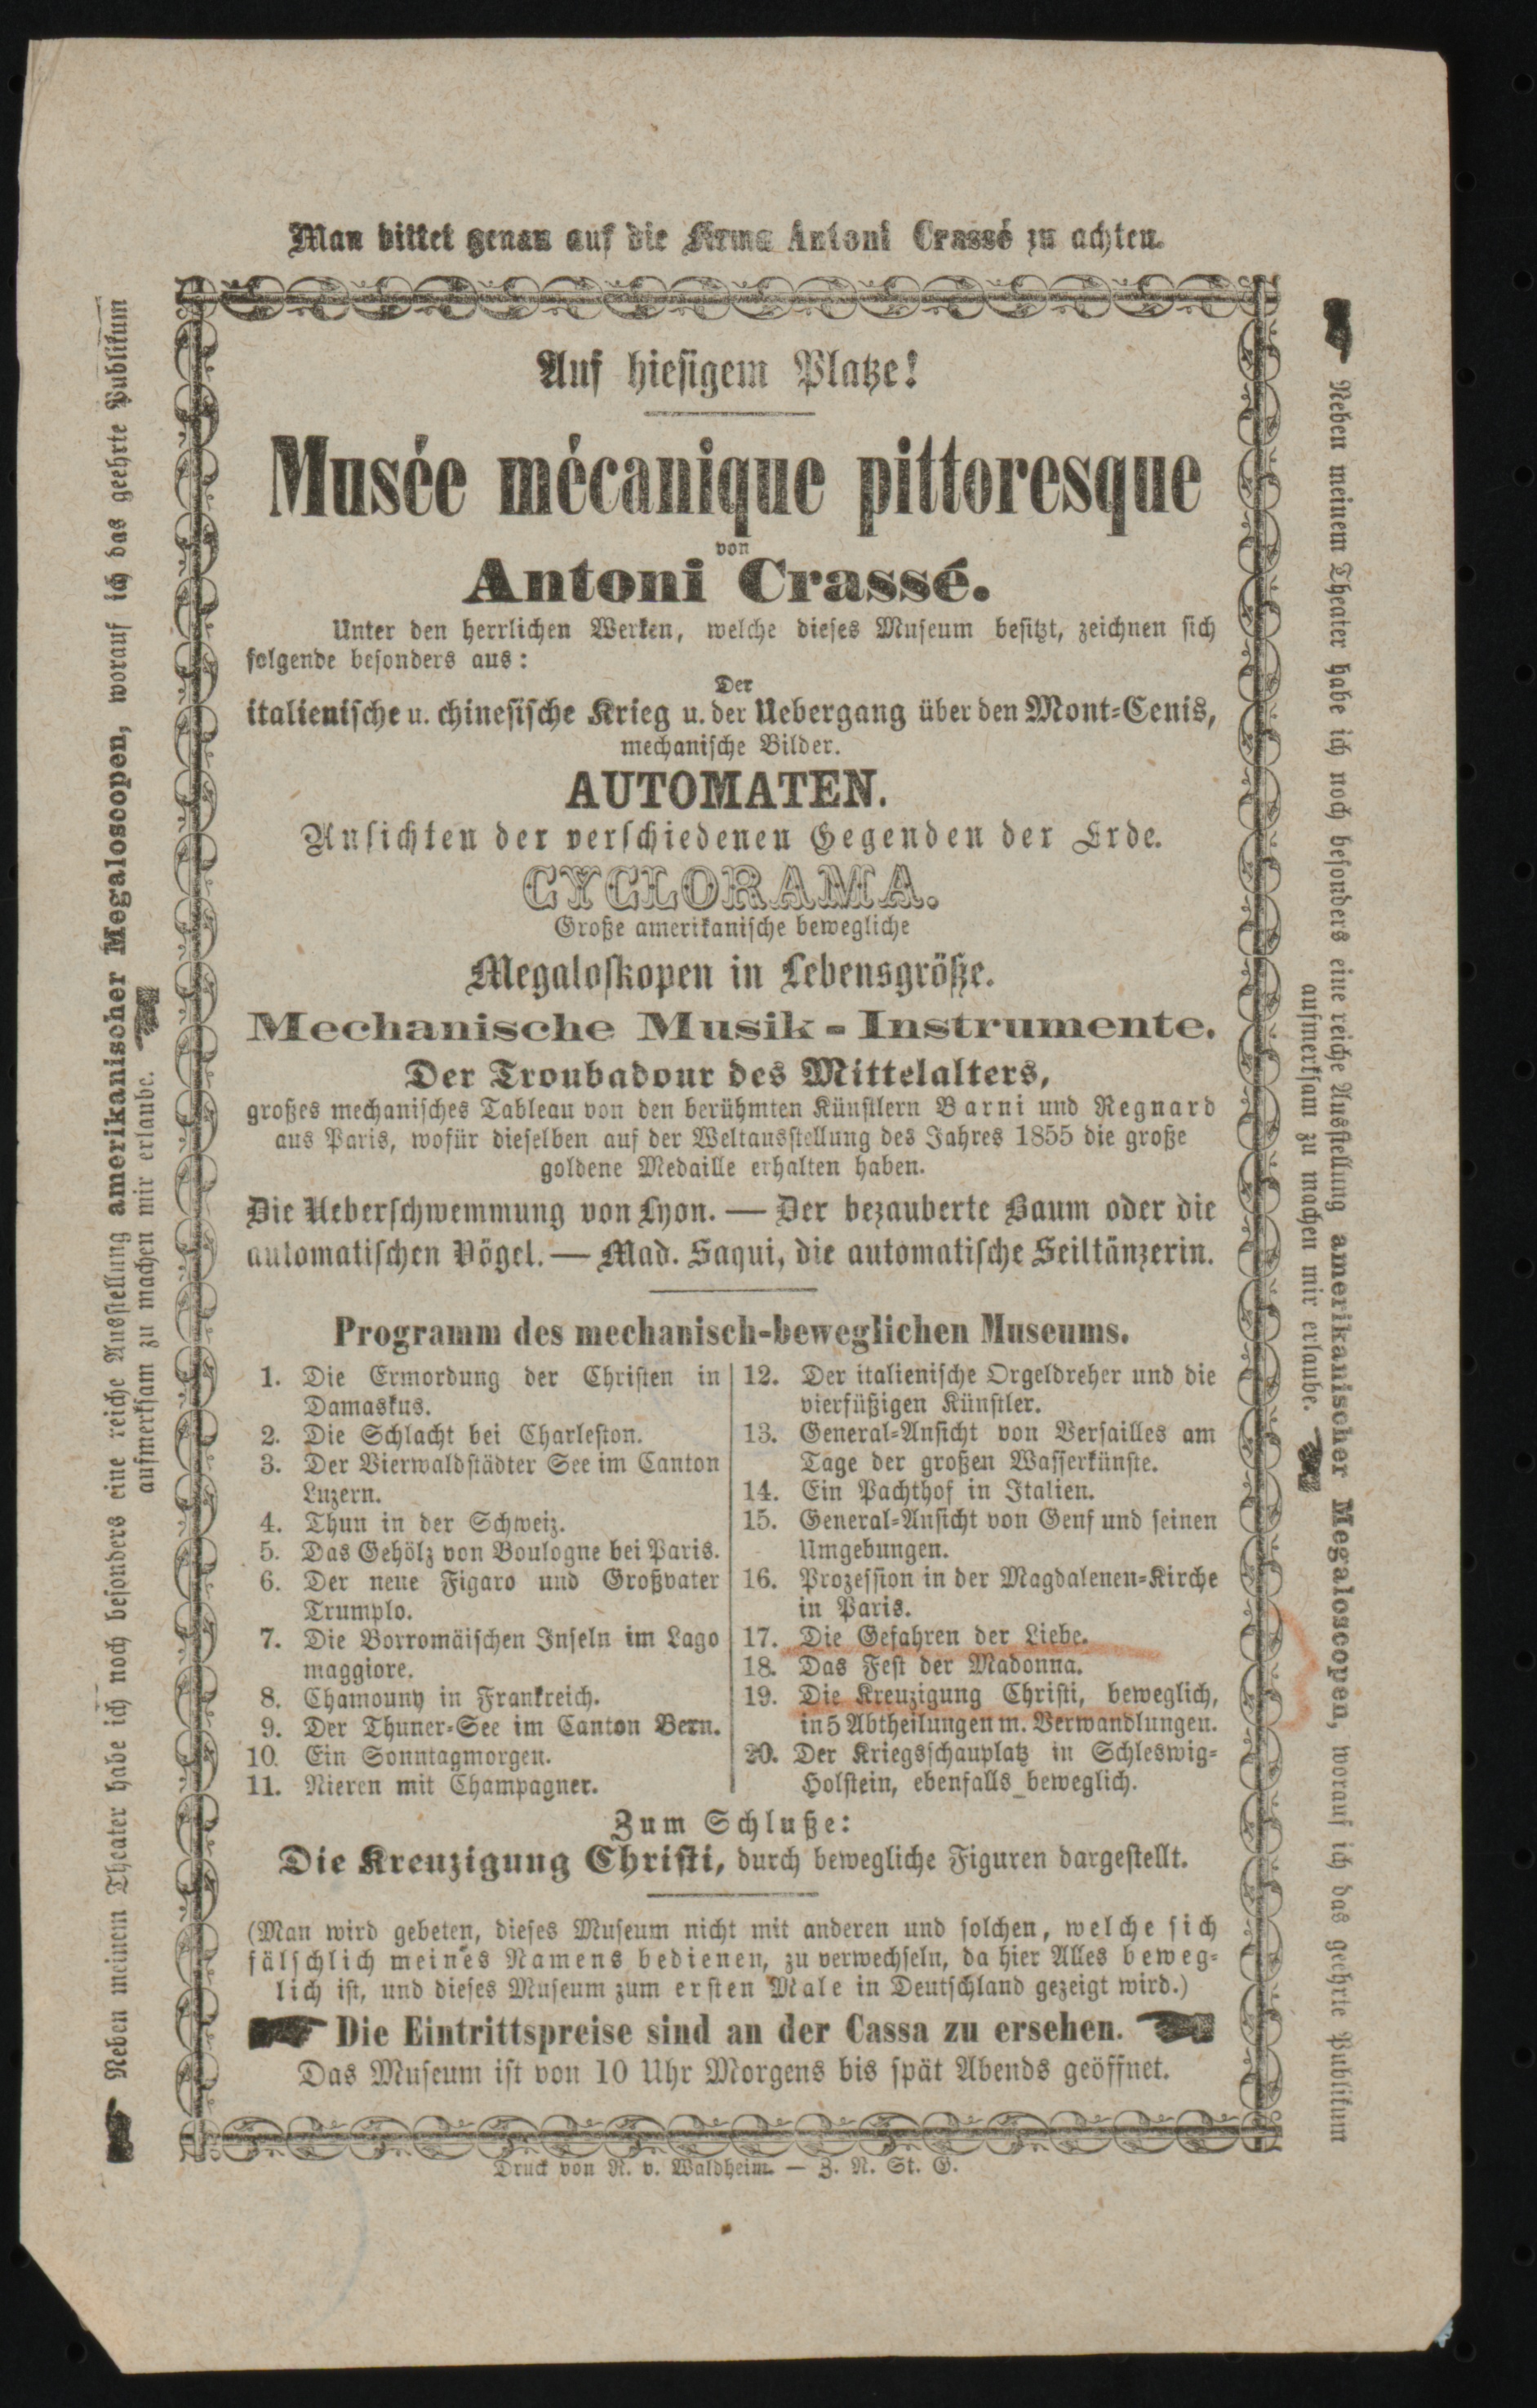 Man bittet genau auf die Firma Antoni Crassé zu achten.
Auf hiesigem Platze!
Musée mécanique pittoresque
von
Antoni Crassé.
Unter den herrlichen Werken, welche dieses Museum besitzt, zeichnen sich
folgende besonders aus:
Der
italienische u. chinesische Krieg u. der Uebergang über den Mont-Cenis,
mechanische Bilder.
AUTOMATEN.
Ansichten der verschiedenen Gegenden der Erde.
CYCLORAMA.
Große amerikanische bewegliche
Megaloskopen in Lebensgröße.
Mechanische Musik-Instrumente.
Der Troubadour des Mittelalters,
großes mechanisches Tableau von den berühmten Künstlern Barni und Regnard
aus Paris, wofür dieselben auf der Weltausstellung des Jahres 1855 die große
goldene Medaille erhalten haben.
Die Ueberschwemmung von Lyon. — Der bezauberte Baum oder die
automatischen Vögel. — Mad. Saqui, die automatische Seiltänzerin.
Programm des mechanisch-beweglichen Museums.
1. Die Ermordung der Christen in
Damaskus.
2. Die Schlacht bei Charleston.
3. Der Vierwaldstädter See im Canton
Luzern.
4. Thun in der Schweiz.
5. Das Gehölz von Boulogne bei Paris.
6. Der neue Figaro und Großvater
Trumplo.
7. Die Borromäischen Inseln im Lago
maggiore.
8. Chamouny in Frankreich.
9. Der Thuner-See im Canton Bern.
10. Ein Sonntagmorgen.
11. Nieren mit Champagner.
12. Der italienische Orgeldreher und die
vierfüßigen Künstler.
13. General-Ansicht von Versailles am
Tage der großen Wasserkünste.
14. Ein Pachthof in Italien.
15. General-Ansicht von Genf und seinen
Umgebungen.
16. Prozession in der Magdalenen-Kirche
in Paris.
17. Die Gefahren der Liebe.
18. Das Fest der Madonna.
19. Die Kreuzigung Christi, beweglich,
in 5 Abtheilungen m. Verwandlungen.
20. Der Kriegsschauplatz in Schleswig-
Holstein, ebenfalls beweglich.
Zum Schluße:
Die Kreuzigung Christi, durch bewegliche Figuren dargestellt.
(Man wird gebeten, dieses Museum nicht mit anderen und solchen, welche sich
fälschlich meines Namens bedienen, zu verwechseln, da hier Alles beweg-
lich ist, und dieses Museum zum ersten Male in Deutschland gezeigt wird.)
Die Eintrittspreise sind an der Cassa zu ersehen.
Das Museum ist von 10 Uhr Morgens bis spät Abends geöffnet.
Druck von R. v. Waldheim. — Z. N. St. G.
Neben meinem Theater habe ich noch besonders eine reiche Ausstellung amerikanischer Megaloscopen, worauf ich das geehrte Publikum
aufmerksam zu machen mir erlaube.
Neben meinem Theater habe ich noch besonders eine reiche Ausstellung amerikanischer Megaloscopen, worauf ich das geehrte Publikum
aufmerksam zu machen mir erlaube.